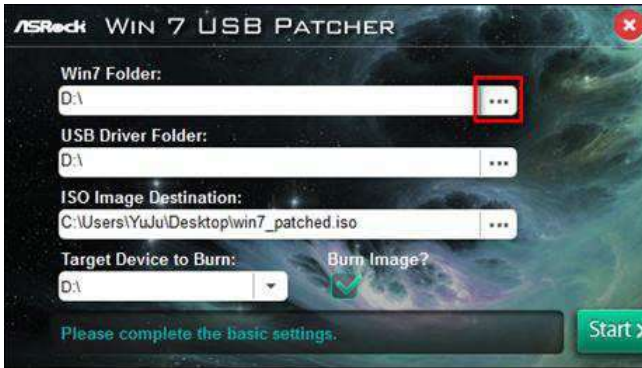 ASRock WIN 7 USB PATCHER
Win7 Folder:
D:\
USB Driver Folder:
D:\
ISO Image Destination:
C:\Users\YuJu\Desktop\win7_patched.iso
Target Device to Burn: Burn Image?
D:\
Please complete the basic settings.
Start